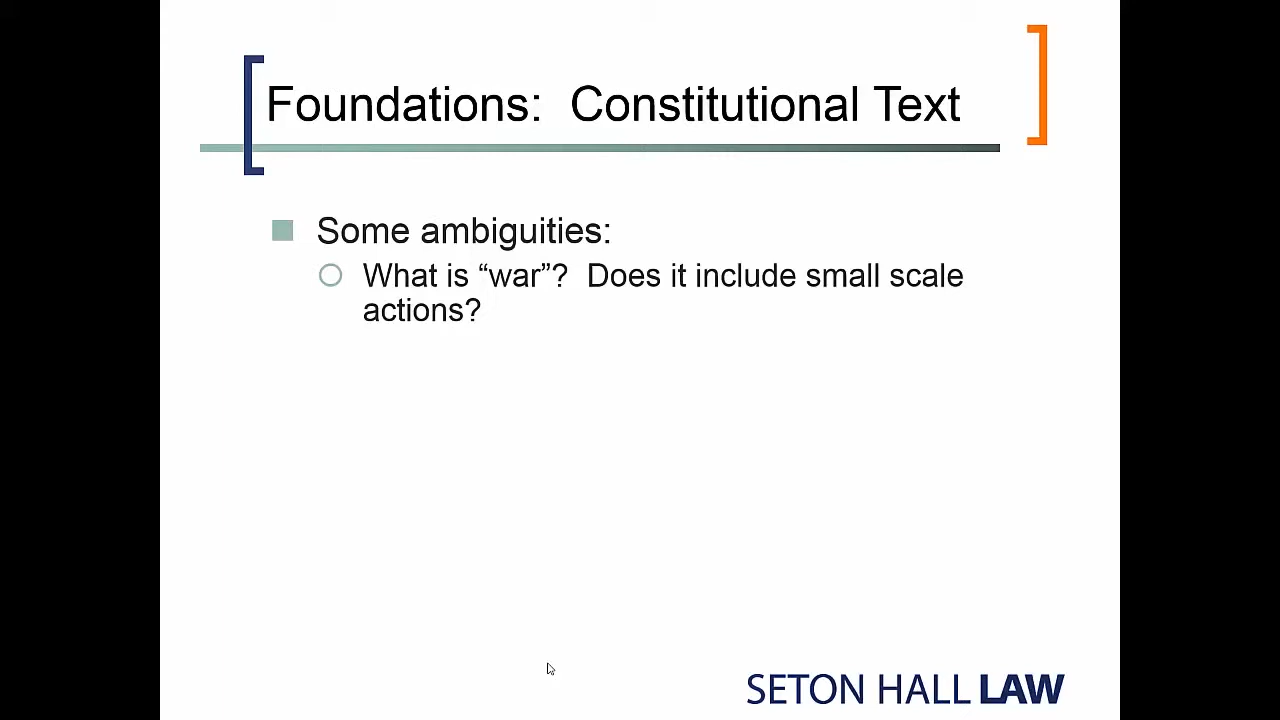 Foundations:  Constitutional Text
Some ambiguities:
What is “war”?  Does it include small scale
actions?
SETON HALL LAW